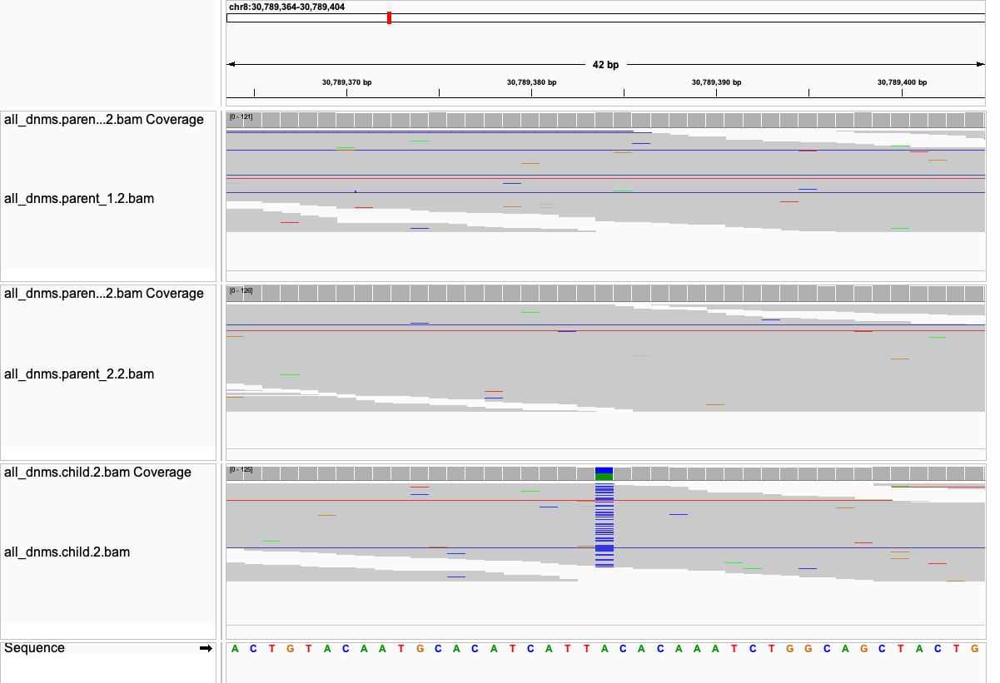 chr8:30,789,364-30,789,404
42 bp
30,789,370 bp 30,789,380 bp 30,789,390 bp 30,789,400 bp
all_dnms.paren...2.bam Coverage
[0 - 121]
all_dnms.parent_1.2.bam
all_dnms.paren...2.bam Coverage
[0 - 126]
all_dnms.parent_2.2.bam
all_dnms.child.2.bam Coverage
[0 - 125]
all_dnms.child.2.bam
Sequence A C T G T A C A A T G C A C A T C A T T A C A C A A A T C T G G C A G C T A C T G